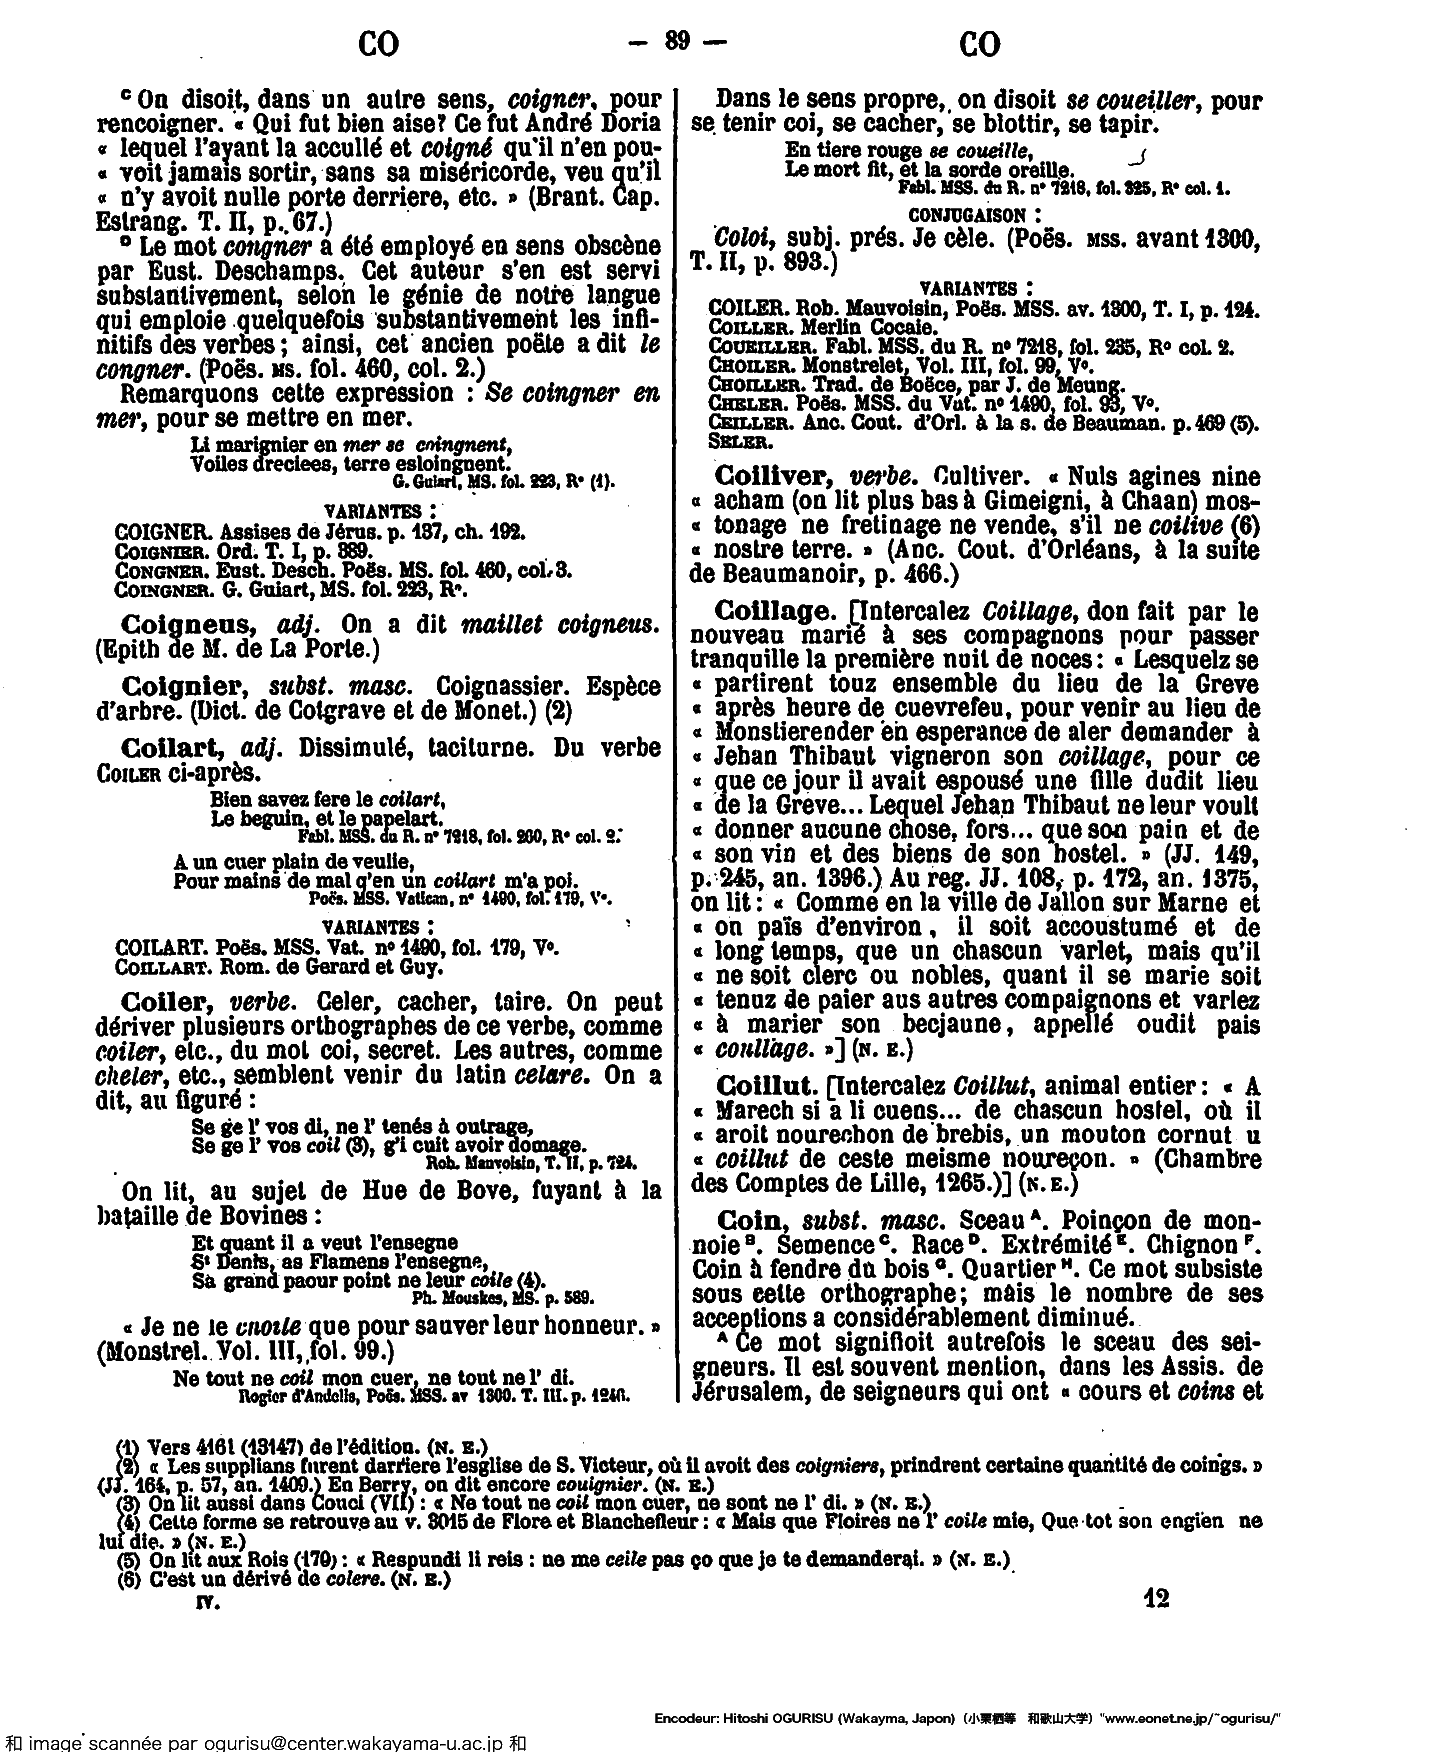 CO
— 89 —
CO
ᶜ On disoit, dans un autre sens, coigner, pour
rencoigner. « Qui fut bien aise? Ce fut André Doria
« lequel l'ayant la acculé et coigné qu'il n'en pou-
« voit jamais sortir, sans sa miséricorde, veu qu'il
« n'y avoit nulle porte derriere, etc. » (Brant. Cap.
Estrang. T. II, p. 67.)
ᴰ Le mot congner a été employé en sens obscène
par Eust. Deschamps. Cet auteur s'en est servi
substantivement, selon le génie de notre langue
qui emploie quelquefois substantivement les infi-
nitifs des verbes ; ainsi, cet ancien poëte a dit le
congner. (Poës. MS. fol. 460, col. 2.)
Remarquons cette expression : Se coingner en
mer, pour se mettre en mer.
Li marignier en mer se coingnent,
Voiles dreciees, terre esloingnent.
G. Guiart, MS. fol. 223, R° (1).
VARIANTES :
COIGNER. Assises de Jérus. p. 137, ch. 192.
COIGNIER. Ord. T. I, p. 389.
CONGNER. Eust. Desch. Poës. MS. fol. 460, col. 3.
COINGNER. G. Guiart, MS. fol. 223, R°.
Coigneus, adj. On a dit maillet coigneus.
(Epith de M. de La Porte.)
Coignier, subst. masc. Coignassier. Espèce
d'arbre. (Dict. de Cotgrave et de Monet.) (2)
Coilart, adj. Dissimulé, taciturne. Du verbe
COILER ci-après.
Bien savez fere le coilart,
Le beguin, et le papelart.
Fabl. MSS. du R. n° 7218, fol. 260, R° col. 2.
A un cuer plain de veulie,
Pour mains de mal q'en un coilart m'a poi.
Poës. MSS. Vatican, n° 1490, fol. 179, V°.
VARIANTES :
COILART. Poës. MSS. Vat. n° 1490, fol. 179, V°.
COILLART. Rom. de Gerard et Guy.
Coiler, verbe. Celer, cacher, taire. On peut
dériver plusieurs orthographes de ce verbe, comme
coiler, etc., du mot coi, secret. Les autres, comme
cheler, etc., semblent venir du latin celare. On a
dit, au figuré :
Se ge l' vos di, ne l' tenés à outrage,
Se ge l' vos coil (3), g'i cuit avoir domage.
Rob. Mauvoisin, T. II, p. 724.
On lit, au sujet de Hue de Bove, fuyant à la
bataille de Bovines :
Et quant il a veut l'ensegne
Sᵗ Denis, as Flamens l'ensegne,
Sa grand paour point ne leur coile (4).
Ph. Mouskes, MS. p. 589.
« Je ne le choile que pour sauver leur honneur. »
(Monstrel. Vol. III, fol. 99.)
Ne tout ne coil mon cuer, ne tout ne l' di.
Rogier d'Andelis, Poës. MSS. av 1300. T. III. p. 1240.
Dans le sens propre, on disoit se coueiller, pour
se tenir coi, se cacher, se blottir, se tapir.
En tiere rouge se coueille,
Le mort fit, et la sorde oreille.
Fabl. MSS. du R. n° 7218, fol. 325, R° col. 1.
CONJUGAISON :
Coloi, subj. prés. Je cèle. (Poës. MSS. avant 1300,
T. II, p. 893.)
VARIANTES :
COILER. Rob. Mauvoisin, Poës. MSS. av. 1300, T. I, p. 124.
COILLER. Merlin Cocaie.
COUEILLER. Fabl. MSS. du R. n° 7218, fol. 235, R° col. 2.
CHOILER. Monstrelet, Vol. III, fol. 99, V°.
CHOILLER. Trad. de Boëce, par J. de Meung.
CHELER. Poës. MSS. du Vat. n° 1490, fol. 93, V°.
CEILLER. Anc. Cout. d'Orl. à la s. de Beauman. p. 469 (5).
SELER.
Coiliver, verbe. Cultiver. « Nuls agines nine
« acham (on lit plus bas à Gimeigni, à Chaan) mos-
« tonage ne fretinage ne vende, s'il ne coilive (6)
« nostre terre. » (Anc. Cout. d'Orléans, à la suite
de Beaumanoir, p. 466.)
Coillage. [Intercalez Coillage, don fait par le
nouveau marié à ses compagnons pour passer
tranquille la première nuit de noces : « Lesquelz se
« partirent touz ensemble du lieu de la Greve
« après heure de cuevrefeu, pour venir au lieu de
« Monstierender en esperance de aler demander à
« Jehan Thibaut vigneron son coillage, pour ce
« que ce jour il avait espousé une fille dudit lieu
« de la Greve... Lequel Jehan Thibaut ne leur voult
« donner aucune chose, fors... que son pain et de
« son vin et des biens de son hostel. » (JJ. 149,
p. 245, an. 1396.) Au reg. JJ. 108, p. 172, an. 1375,
on lit : « Comme en la ville de Jallon sur Marne et
« on païs d'environ, il soit accoustumé et de
« long temps, que un chascun varlet, mais qu'il
« ne soit clerc ou nobles, quant il se marie soit
« tenuz de paier aus autres compaignons et varlez
« à marier son becjaune, appellé oudit pais
« coullage. »] (N. E.)
Coillut. [Intercalez Coillut, animal entier : « A
« Marech si a li cuens... de chascun hostel, où il
« aroit nourechon de brebis, un mouton cornut u
« coillut de ceste meisme noureçon. » (Chambre
des Comptes de Lille, 1265.)] (N. E.)
Coin, subst. masc. Sceau ᴬ. Poinçon de mon-
noie ᴮ. Semence ᶜ. Race ᴰ. Extrémité ᴱ. Chignon ᶠ.
Coin à fendre du bois ᴳ. Quartier ᴴ. Ce mot subsiste
sous cette orthographe ; mais le nombre de ses
acceptions a considérablement diminué.
ᴬ Ce mot signifioit autrefois le sceau des sei-
gneurs. Il est souvent mention, dans les Assis. de
Jérusalem, de seigneurs qui ont « cours et coins et
(1) Vers 4161 (13147) de l'édition. (N. E.)
(2) « Les supplians furent darriere l'esglise de S. Victeur, où il avoit des coigniers, prindrent certaine quantité de coings. »
(JJ. 164, p. 57, an. 1409.) En Berry, on dit encore couignier. (N. E.)
(3) On lit aussi dans Couci (VII) : « Ne tout ne coil mon cuer, ne sont ne l' di. » (N. E.)
(4) Cette forme se retrouve au v. 3015 de Flore et Blanchefleur : « Mais que Floires ne l' coile mie, Que tot son engien ne
lui die. » (N. E.)
(5) On lit aux Rois (170) : « Respundi li reis : ne me ceile pas ço que je te demanderai. » (N. E.)
(6) C'est un dérivé de colere. (N. E.)
IV.
12
Encodeur: Hitoshi OGURISU (Wakayma, Japon) (小栗栖等 和歌山大学) "www.eonet.ne.jp/~ogurisu/"
和 image scannée par ogurisu@center.wakayama-u.ac.jp 和